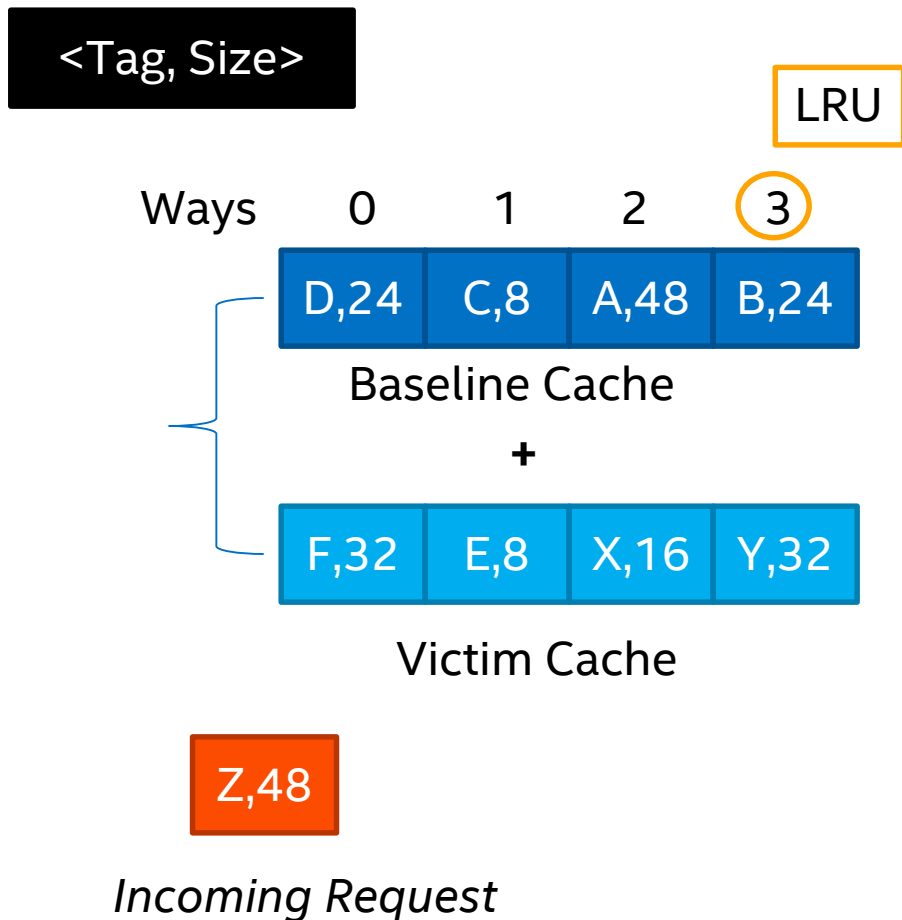 <Tag, Size>
LRU
Ways 0 1 2 3
D,24 C,8 A,48 B,24
Baseline Cache
+
F,32 E,8 X,16 Y,32
Victim Cache
Z,48
Incoming Request